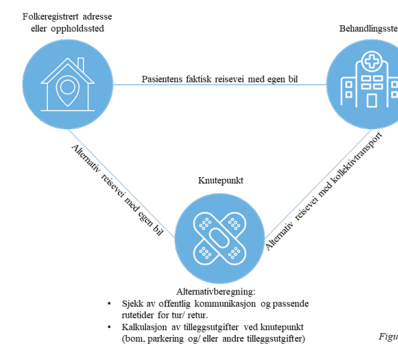 Folkeregistrert adresse
eller oppholdssted
Pasientens faktisk reisevei med egen bil
Alternativ reisevei med egen bil
Alternativ reisevei med kollektivtransport
Knutepunkt
Alternativberegning:
• Sjekk av offentlig kommunikasjon og passende
rutetider for tur/ retur.
• Kalkulasjon av tilleggsutgifter ved knutepunkt
(bom, parkering og/ eller andre tilleggsutgifter)